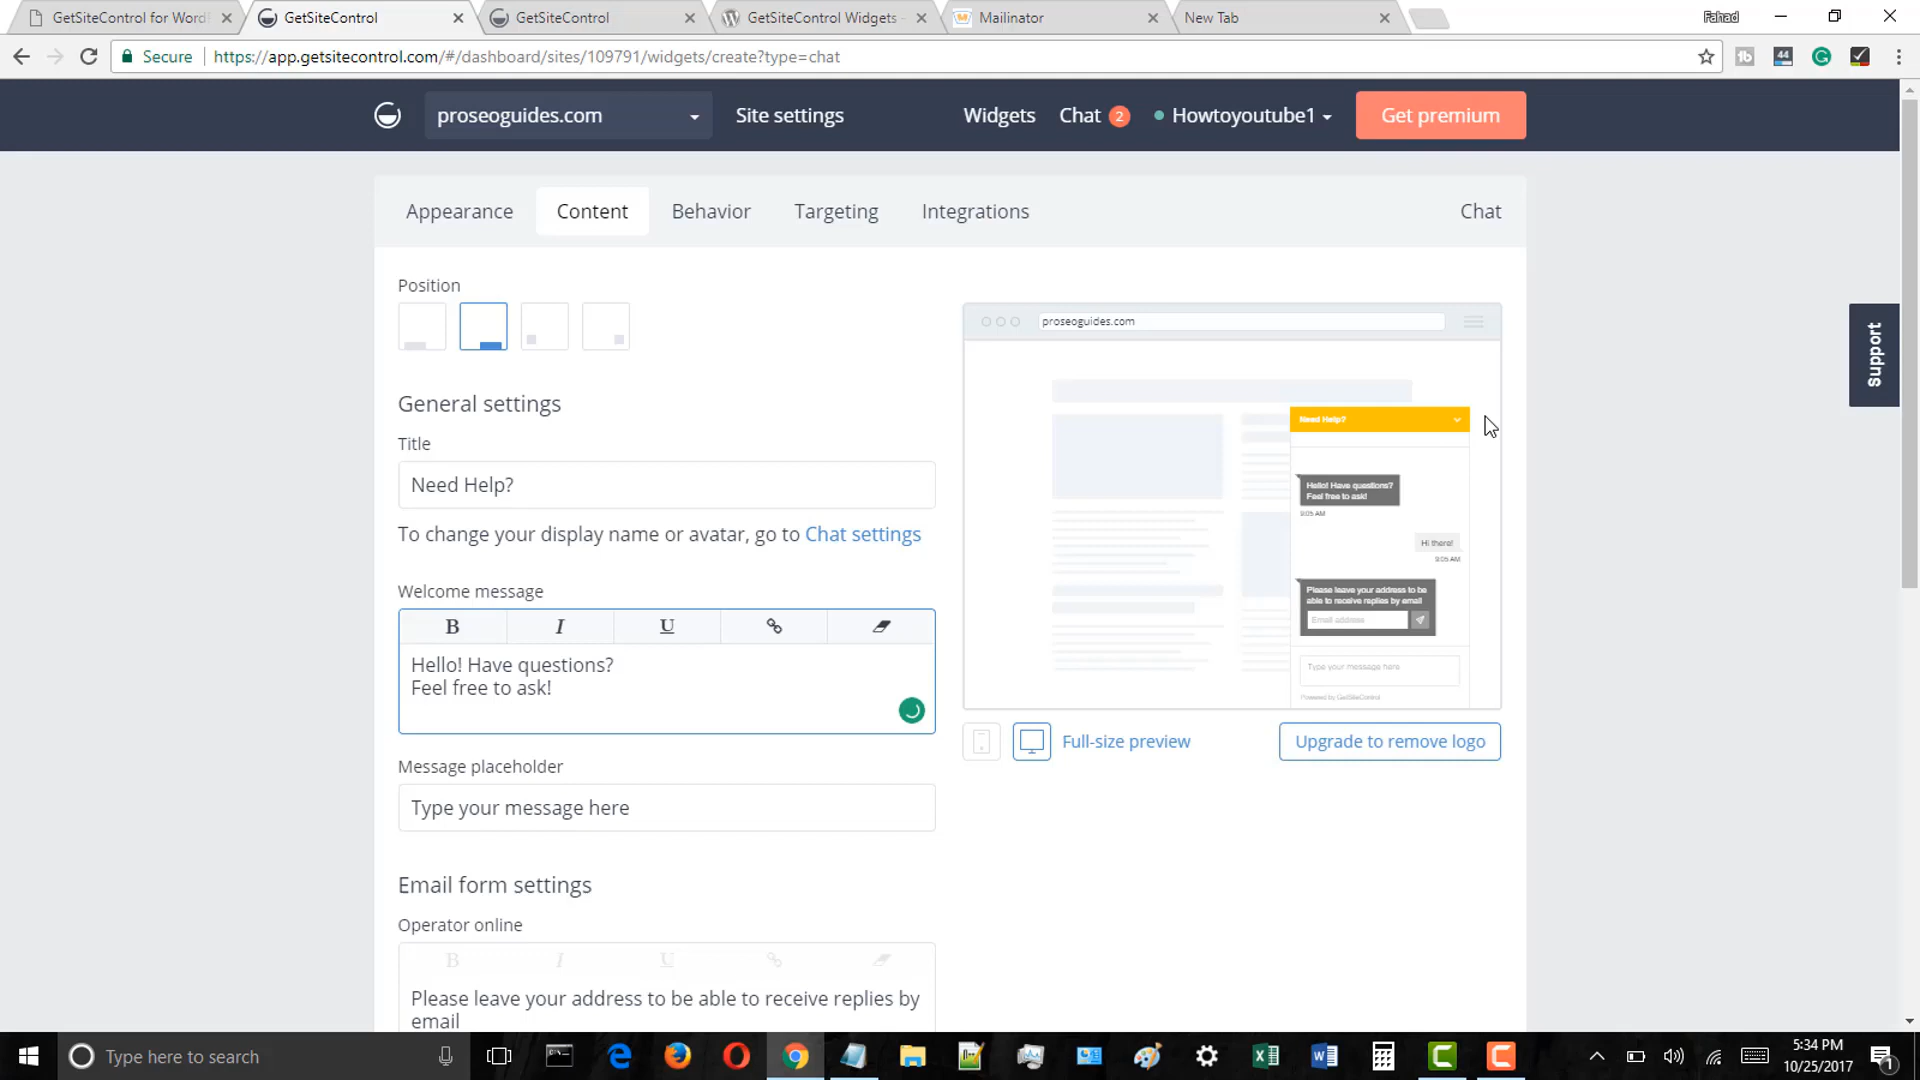 GetSiteControl for WordP
GetSiteControl
GetSiteControl
GetSiteControl Widgets -
Mailinator
New Tab
Fahad
Secure
https://app.getsitecontrol.com/#/dashboard/sites/109791/widgets/create?type=chat
44
proseoguides.com
Site settings
Widgets
Chat 2
Howtoyoutube1
Get premium
Appearance
Content
Behavior
Targeting
Integrations
Chat
Position
General settings
Title
Need Help?
To change your display name or avatar, go to Chat settings
Welcome message
B I U
Hello! Have questions?
Feel free to ask!
Message placeholder
Type your message here
Email form settings
Operator online
B I U
Please leave your address to be able to receive replies by
email
proseoguides.com
Need Help?
Hello! Have questions?
Feel free to ask!
9:05 AM
Hi there!
9:05 AM
Please leave your address to be
able to receive replies by email
Email address
Type your message here
Powered by GetSiteControl
Full-size preview
Upgrade to remove logo
Support
Type here to search
5:34 PM
10/25/2017
1